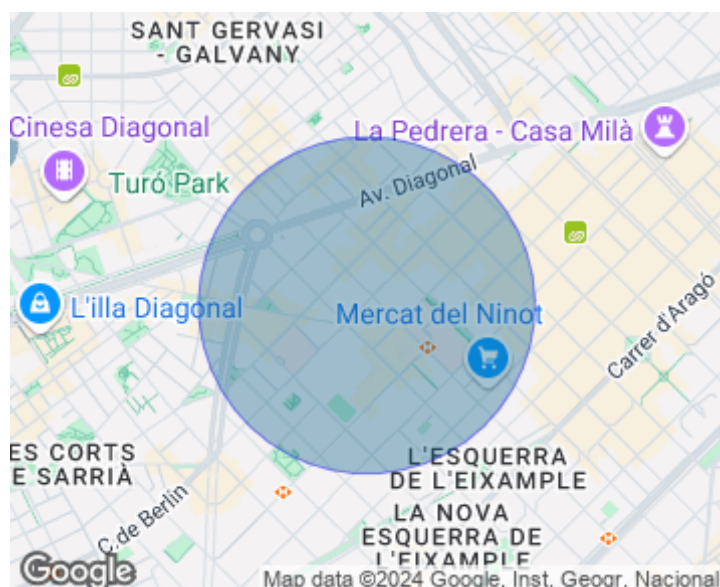 SANT GERVASI
- GALVANY
Cinesa Diagonal
La Pedrera - Casa Milà
Turó Park
Av. Diagonal
L'illa Diagonal
Mercat del Ninot
Carrer d'Aragó
ES CORTS
E SARRIÀ
L'ESQUERRA
DE L'EIXAMPLE
C. de Berlin
LA NOVA
ESQUERRA DE
L'EIXAMPLE
Google
Map data ©2024 Google, Inst. Geogr. Nacional